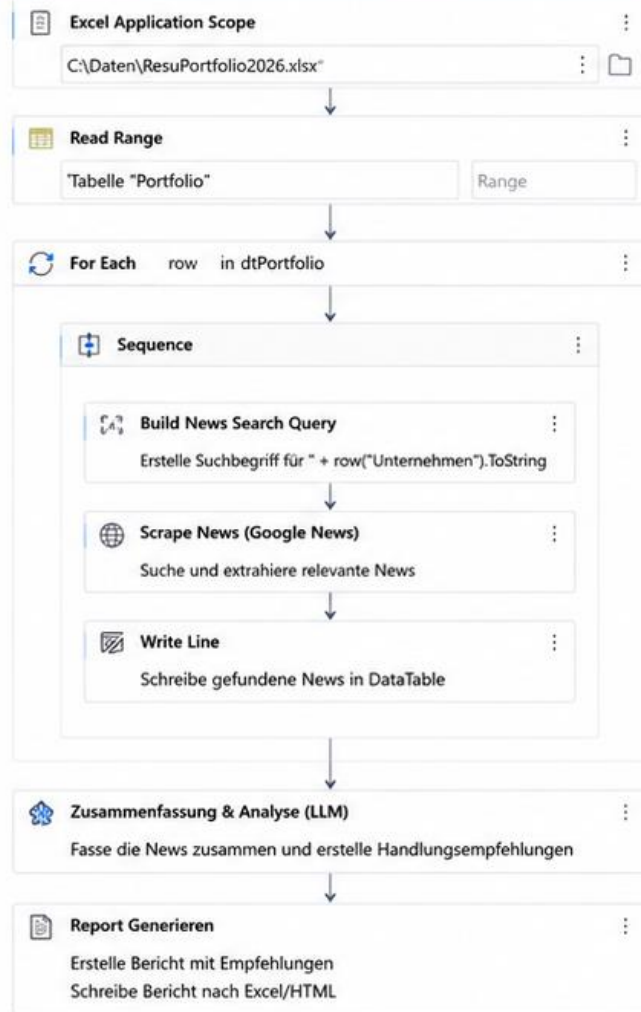 Excel Application Scope
C:\Daten\ResuPortfolio2026.xlsx"
Read Range
'Tabelle "Portfolio"
Range
For Each row in dtPortfolio
Sequence
Build News Search Query
Erstelle Suchbegriff für " + row("Unternehmen").ToString
Scrape News (Google News)
Suche und extrahiere relevante News
Write Line
Schreibe gefundene News in DataTable
Zusammenfassung & Analyse (LLM)
Fasse die News zusammen und erstelle Handlungsempfehlungen
Report Generieren
Erstelle Bericht mit Empfehlungen
Schreibe Bericht nach Excel/HTML